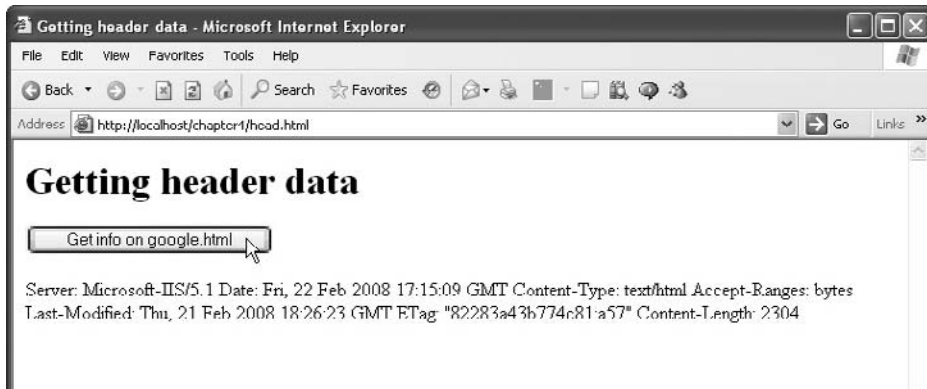 Getting header data - Microsoft Internet Explorer
File Edit View Favorites Tools Help
Back Search Favorites
Address http://localhost/chapter4/head.html Go Links »
Getting header data
Get info on google.html
Server: Microsoft-IIS/5.1 Date: Fri, 22 Feb 2008 17:15:09 GMT Content-Type: text/html Accept-Ranges: bytes
Last-Modified: Thu, 21 Feb 2008 18:26:23 GMT ETag: "82283a43b774c81:a57" Content-Length: 2304